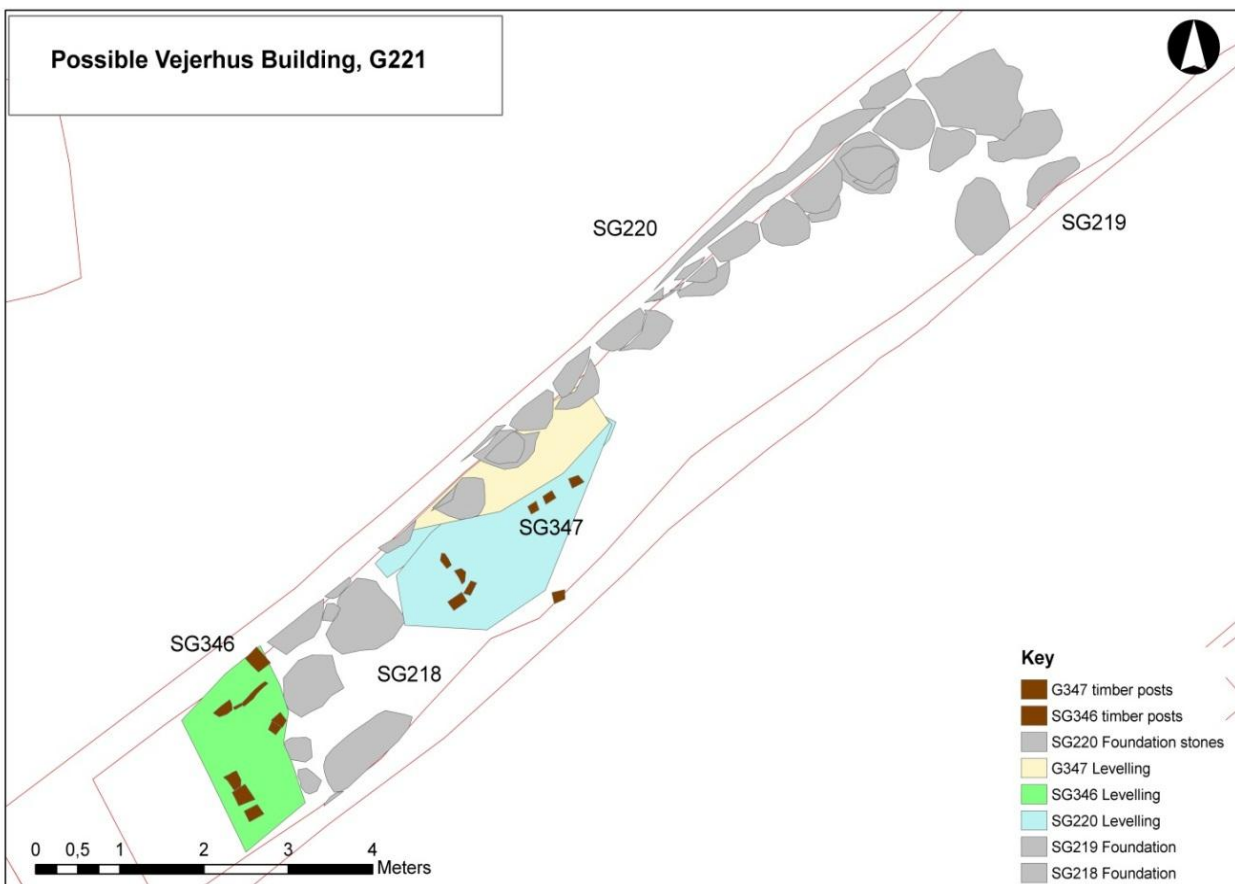 Possible Vejerhus Building, G221
SG220
SG219
SG347
SG346
SG218
Key
G347 timber posts
SG346 timber posts
SG220 Foundation stones
G347 Levelling
SG346 Levelling
SG220 Levelling
SG219 Foundation
SG218 Foundation
0 0,5 1 2 3 4
Meters